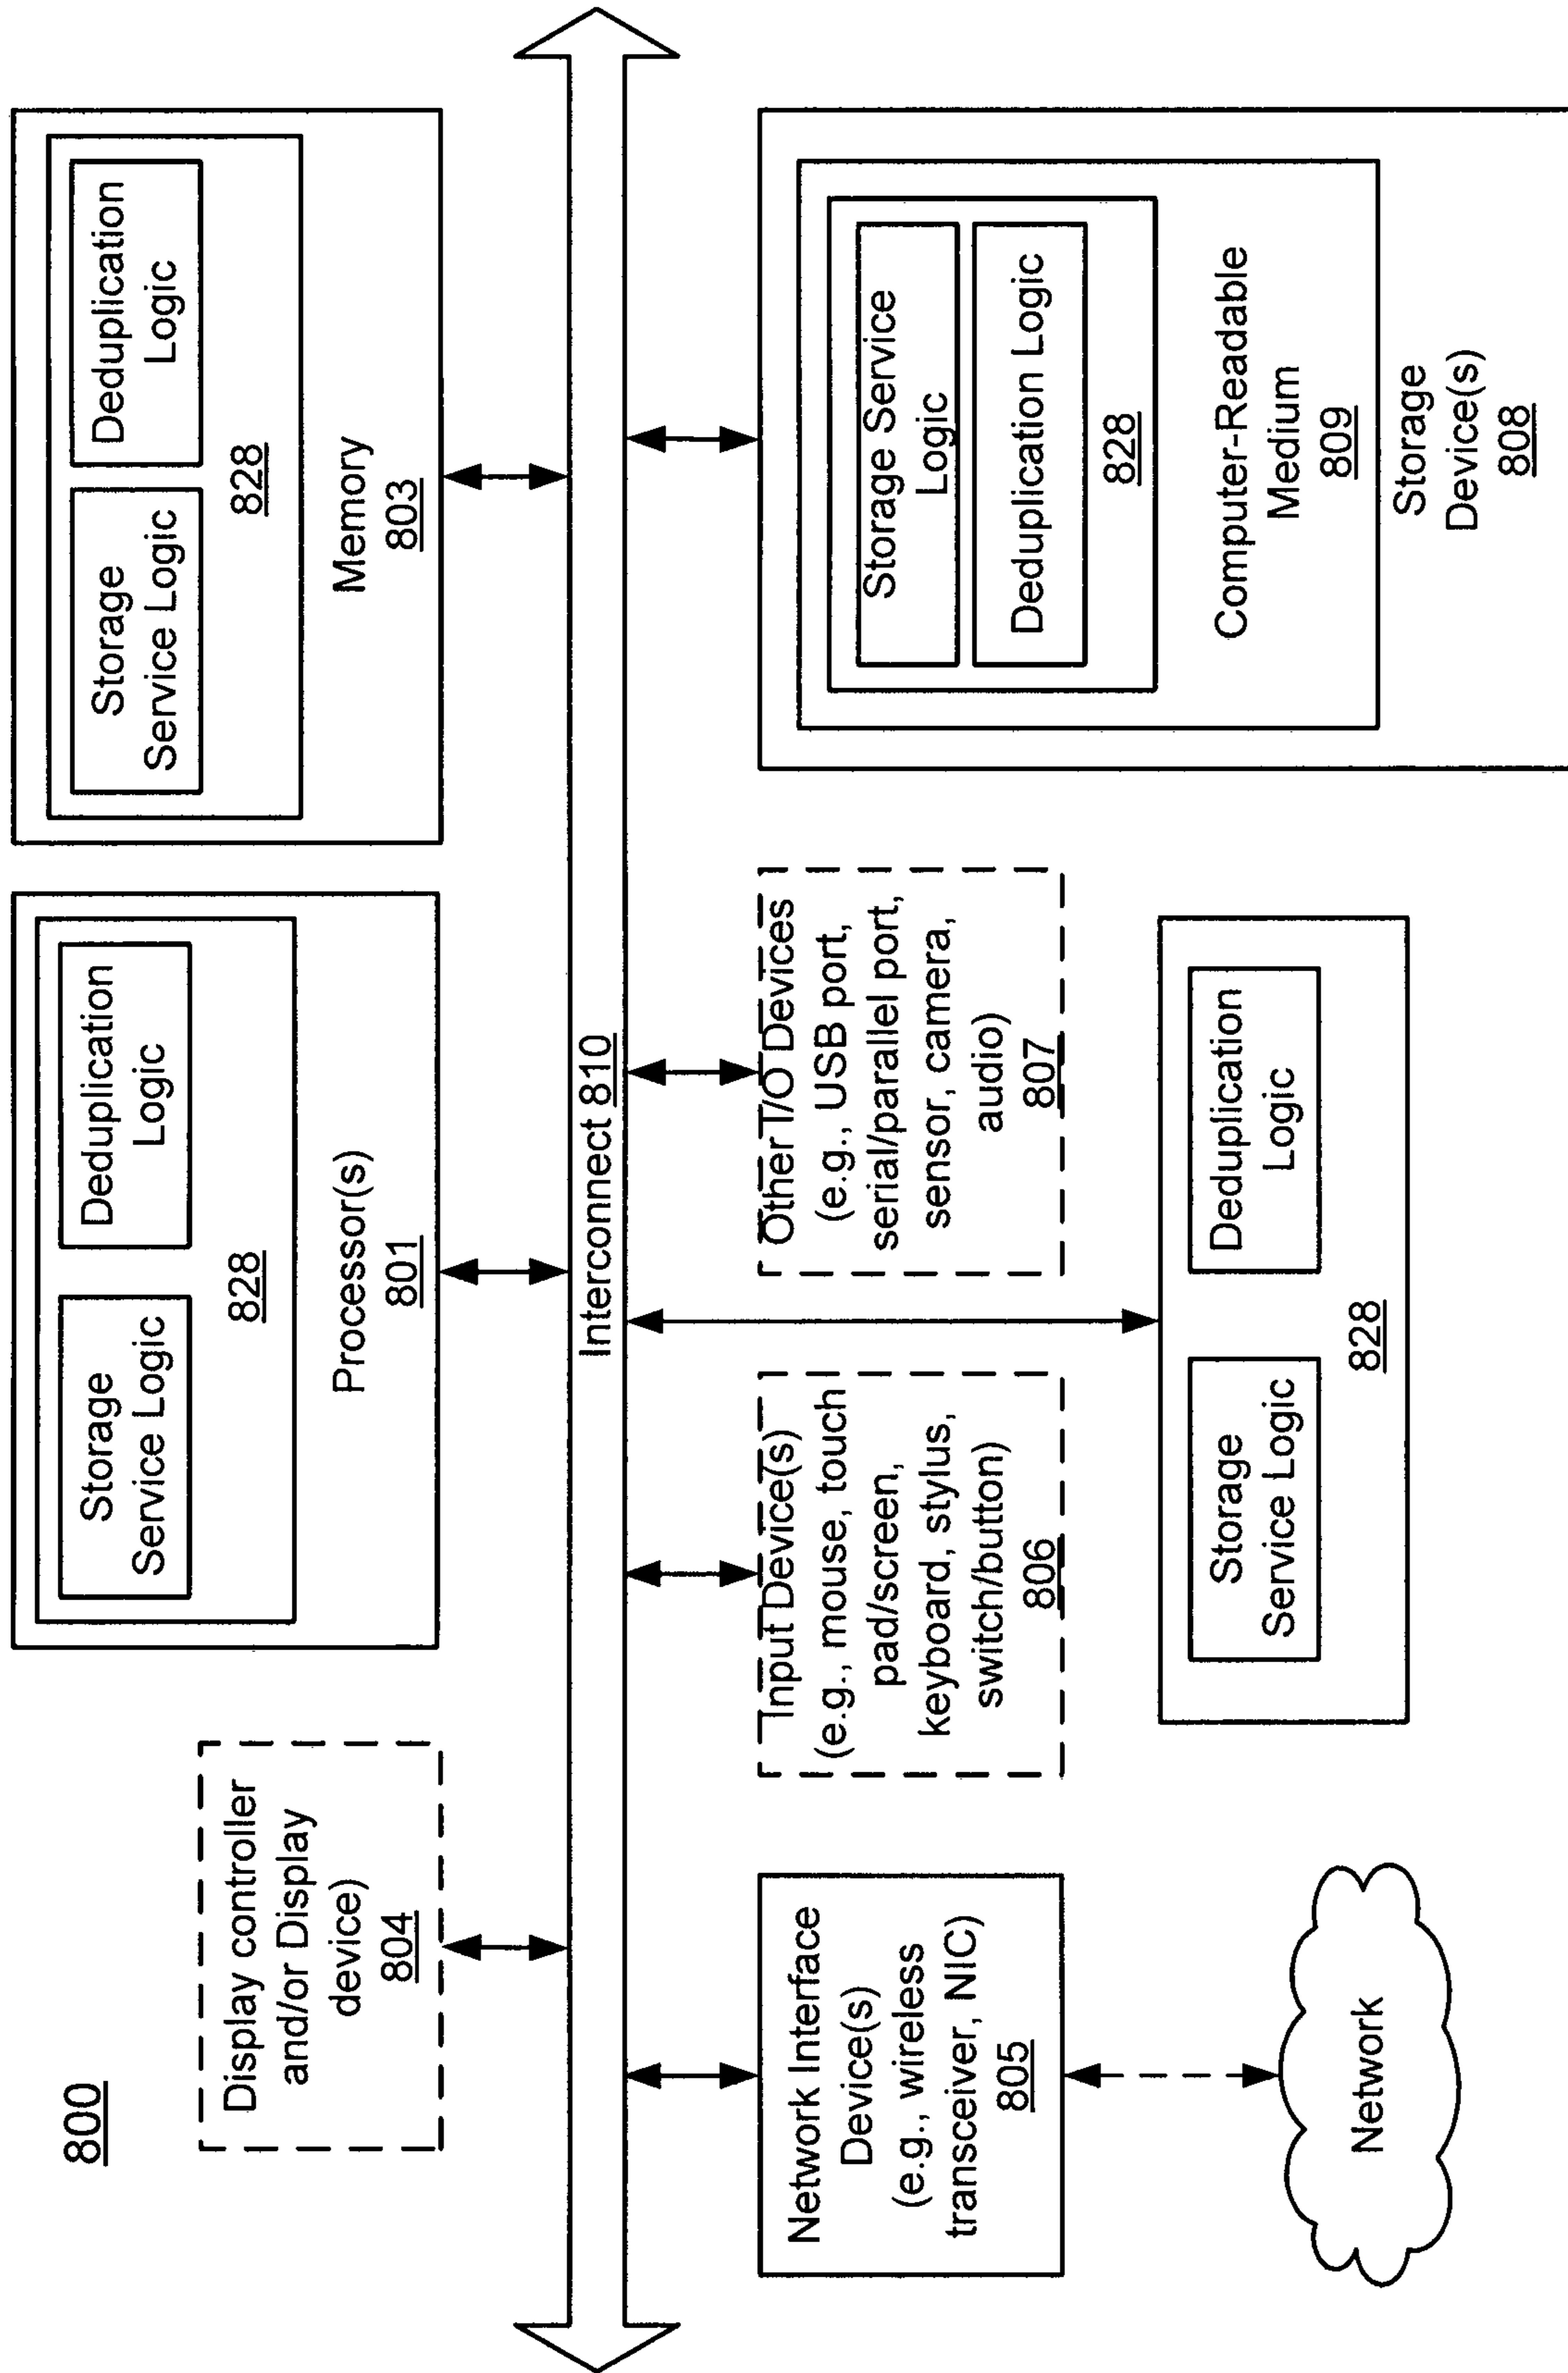 800
Display controller
and/or Display
device)
804
Storage
Service Logic
Deduplication
Logic
828
Processor(s)
801
Storage
Service Logic
Deduplication
Logic
828
Memory
803
Interconnect 810
Network Interface
Device(s)
(e.g., wireless
transceiver, NIC)
805
Network
Input Device(s)
(e.g., mouse, touch
pad/screen,
keyboard, stylus,
switch/button)
806
Other I/O Devices
(e.g., USB port,
serial/parallel port,
sensor, camera,
audio)
807
Storage
Service Logic
Deduplication
Logic
828
Storage Service
Logic
Deduplication Logic
828
Computer-Readable
Medium
809
Storage
Device(s)
808